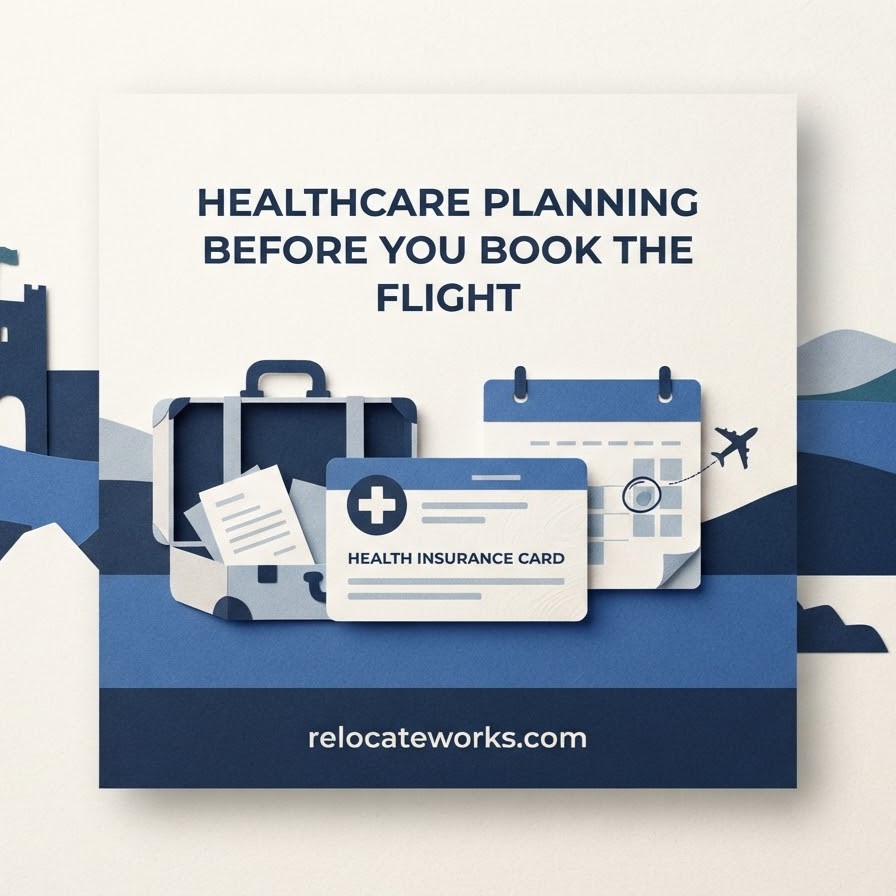 HEALTHCARE PLANNING
BEFORE YOU BOOK THE
FLIGHT
HEALTH INSURANCE CARD
relocateworks.com